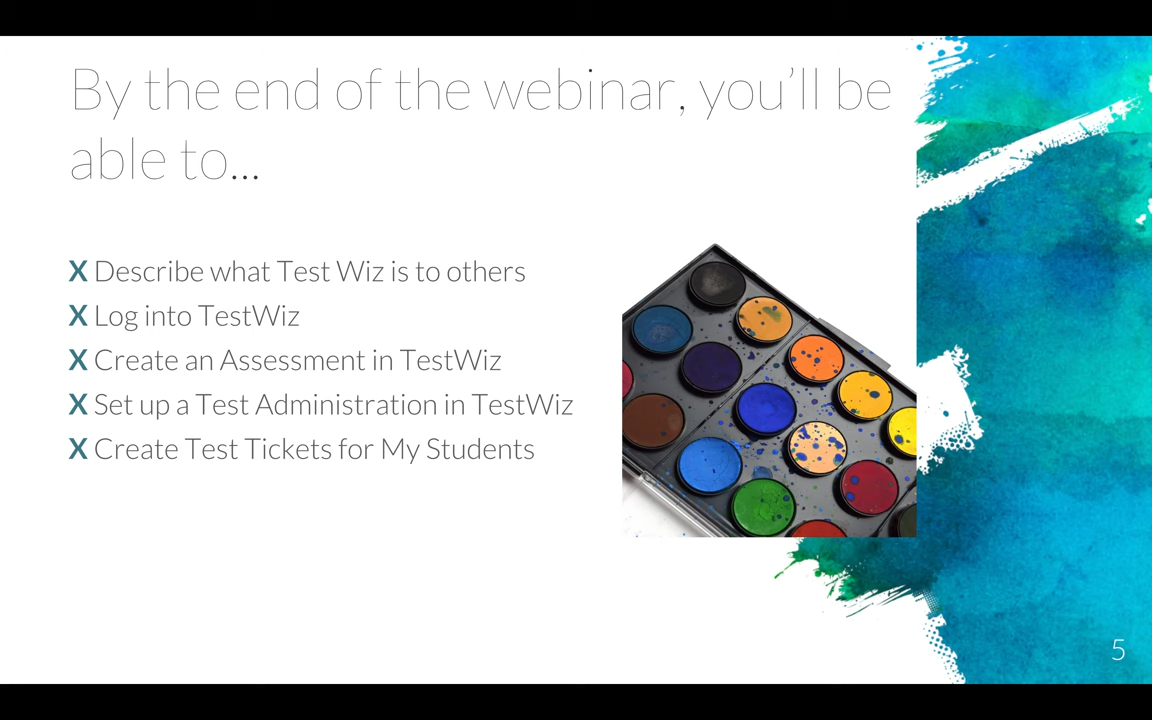 By the end of the webinar, you’ll be
able to...
X Describe what Test Wiz is to others
X Log into TestWiz
X Create an Assessment in TestWiz
X Set up a Test Administration in TestWiz
X Create Test Tickets for My Students
5